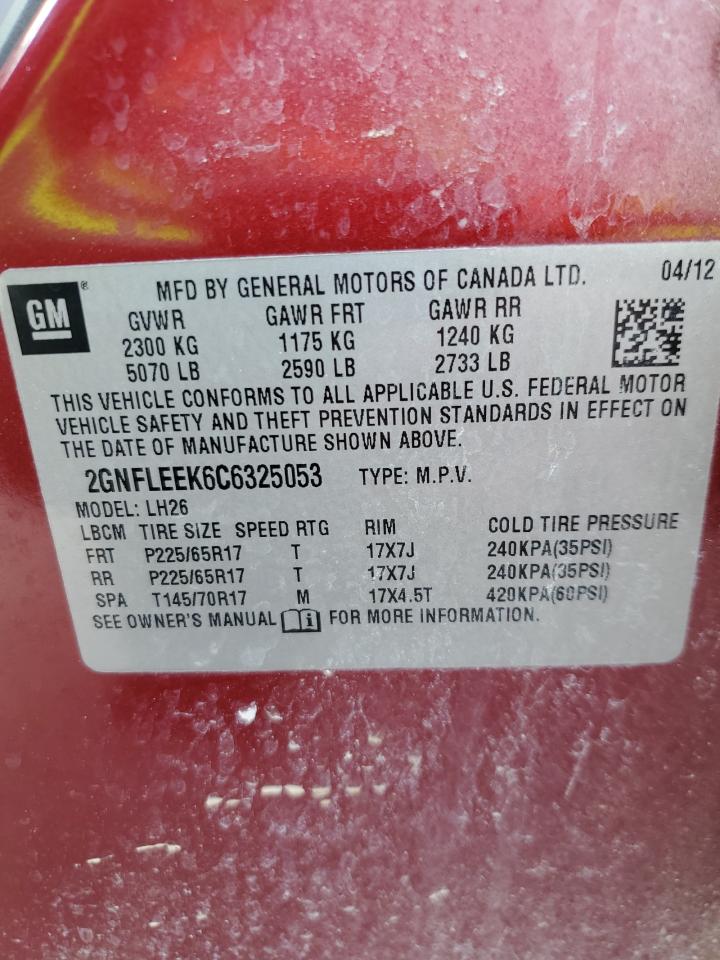 GM ® MFD BY GENERAL MOTORS OF CANADA LTD. 04/12
GVWR GAWR FRT GAWR RR
2300 KG 1175 KG 1240 KG
5070 LB 2590 LB 2733 LB
THIS VEHICLE CONFORMS TO ALL APPLICABLE U.S. FEDERAL MOTOR
VEHICLE SAFETY AND THEFT PREVENTION STANDARDS IN EFFECT ON
THE DATE OF MANUFACTURE SHOWN ABOVE.
2GNFLEEK6C6325053 TYPE: M.P.V.
MODEL: LH26
LBCM TIRE SIZE SPEED RTG RIM COLD TIRE PRESSURE
FRT P225/65R17 T 17X7J 240KPA(35PSI)
RR P225/65R17 T 17X7J 240KPA(35PSI)
SPA T145/70R17 M 17X4.5T 420KPA(60PSI)
SEE OWNER'S MANUAL i FOR MORE INFORMATION.